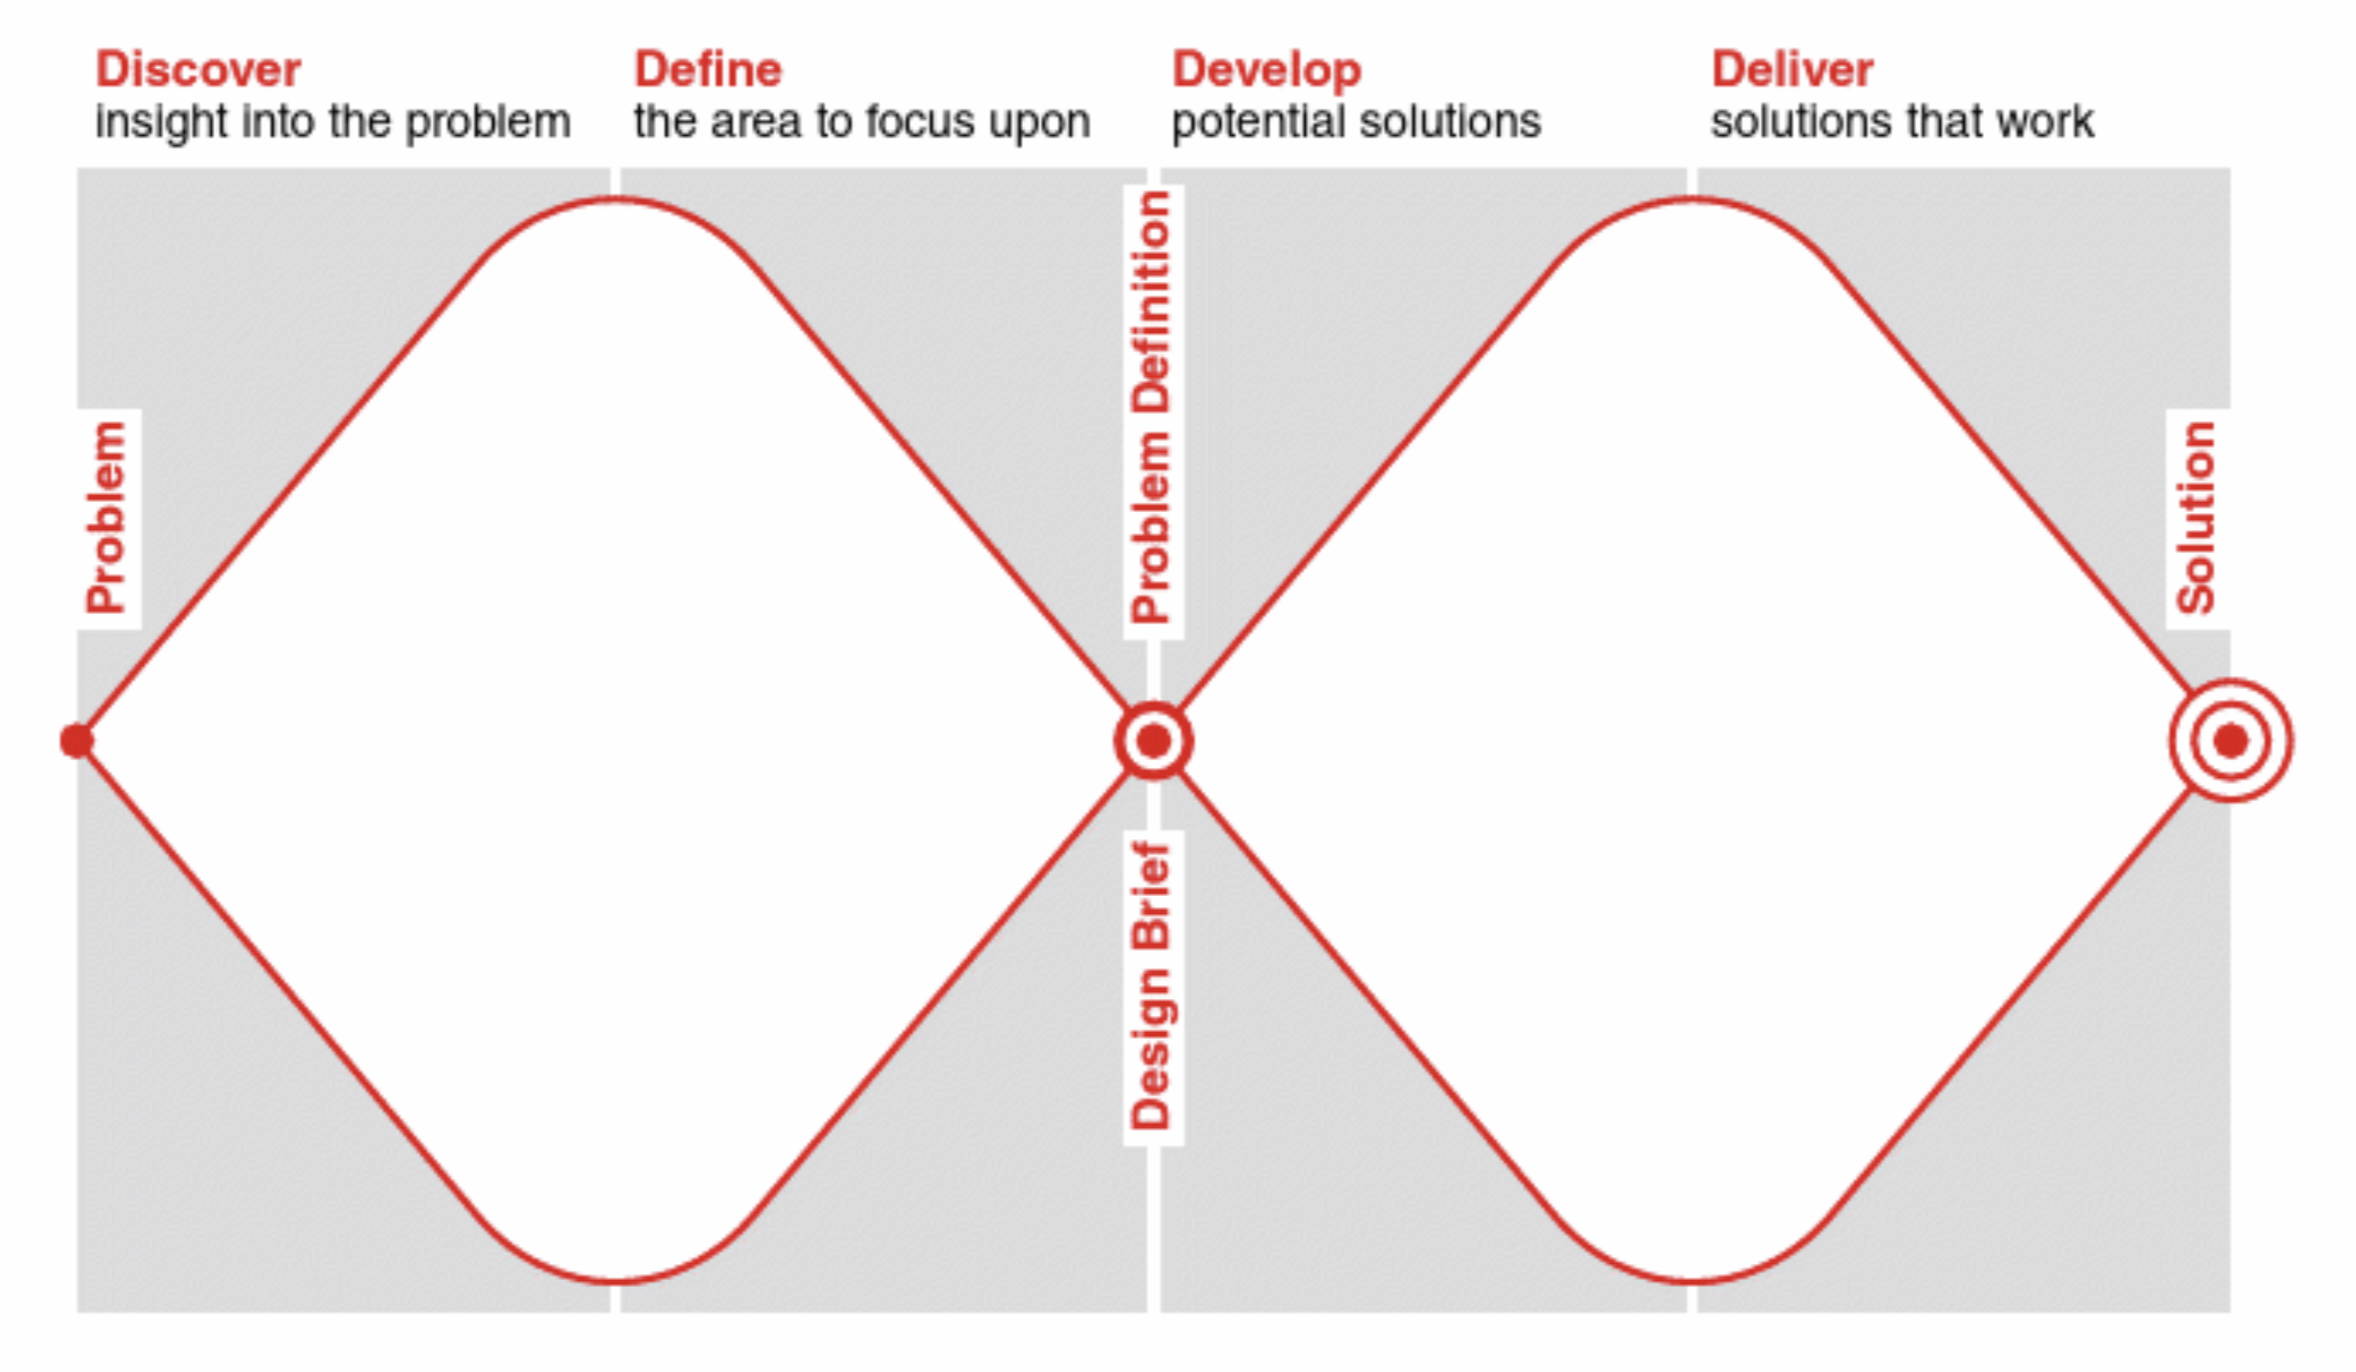 Discover
insight into the problem
Define
the area to focus upon
Develop
potential solutions
Deliver
solutions that work
Problem
Problem Definition
Design Brief
Solution